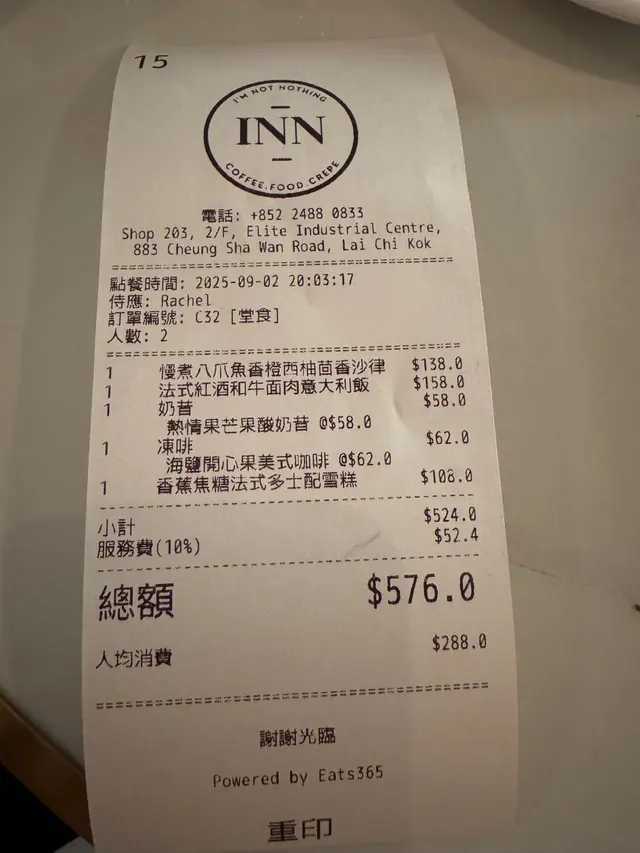 15
I'M NOT NOTHING
INN
COFFEE.FOOD.CREPE
電話: +852 2488 0833
Shop 203, 2/F, Elite Industrial Centre,
883 Cheung Sha Wan Road, Lai Chi Kok
點餐時間: 2025-09-02 20:03:17
侍應: Rachel
訂單編號: C32 [堂食]
人數: 2
1 慢煮八爪魚香橙西柚茴香沙律 $138.0
1 法式紅酒和牛面肉意大利飯 $158.0
1 奶昔 $58.0
熱情果芒果酸奶昔 @$58.0
1 凍啡 $62.0
海鹽開心果美式咖啡 @$62.0
1 香蕉焦糖法式多士配雪糕 $108.0
小計 $524.0
服務費(10%) $52.4
總額 $576.0
人均消費 $288.0
謝謝光臨
Powered by Eats365
重印